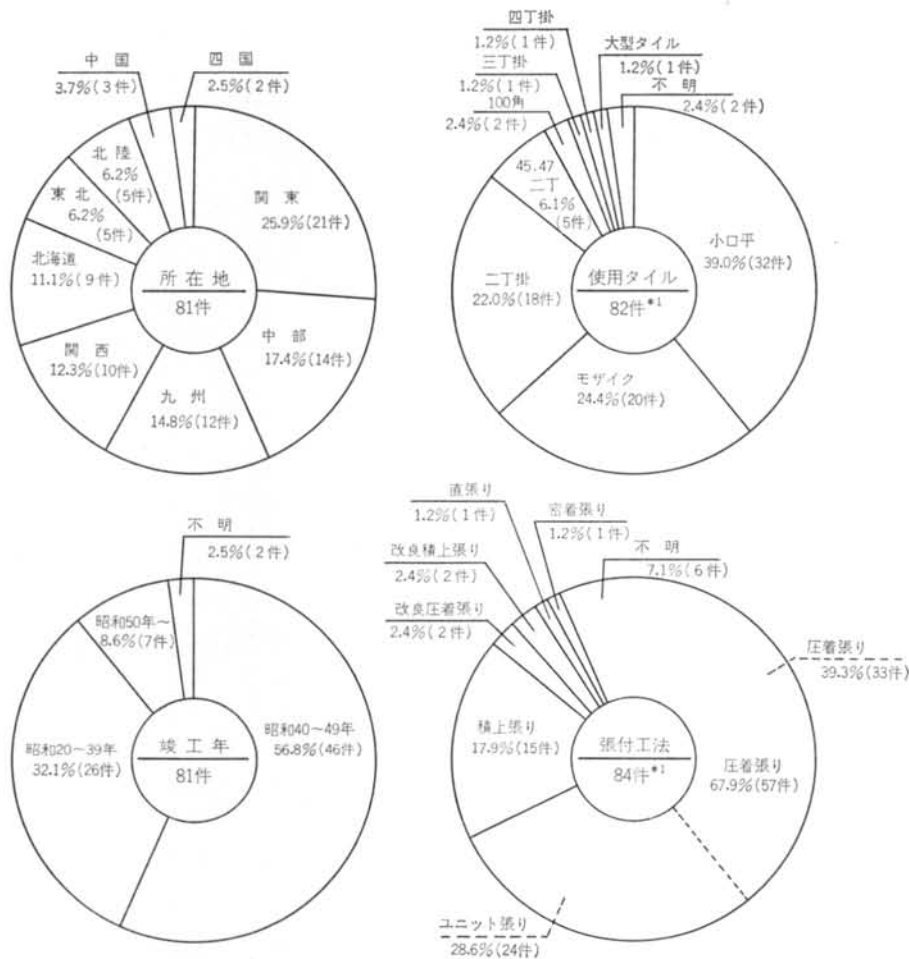 中国
3.7%(3件)
四国
2.5%(2件)
北陸
6.2%
(5件)
東北
6.2%
(5件)
北海道
11.1%(9件)
関西
12.3%(10件)
九州
14.8%(12件)
中部
17.4%(14件)
関東
25.9%(21件)
所在地
81件
四丁掛
1.2%(1件)
三丁掛
1.2%(1件)
100角
2.4%(2件)
大型タイル
1.2%(1件)
不明
2.4%(2件)
45.47
二丁
6.1%
(5件)
二丁掛
22.0%(18件)
モザイク
24.4%(20件)
小口平
39.0%(32件)
使用タイル
82件*1
不明
2.5%(2件)
昭和50年~
8.6%(7件)
昭和20~39年
32.1%(26件)
昭和40~49年
56.8%(46件)
竣工年
81件
直張り
1.2%(1件)
密着張り
1.2%(1件)
改良積上張り
2.4%(2件)
改良圧着張り
2.4%(2件)
不明
7.1%(6件)
積上張り
17.9%(15件)
圧着張り
39.3%(33件)
圧着張り
67.9%(57件)
ユニット張り
28.6%(24件)
張付工法
84件*1